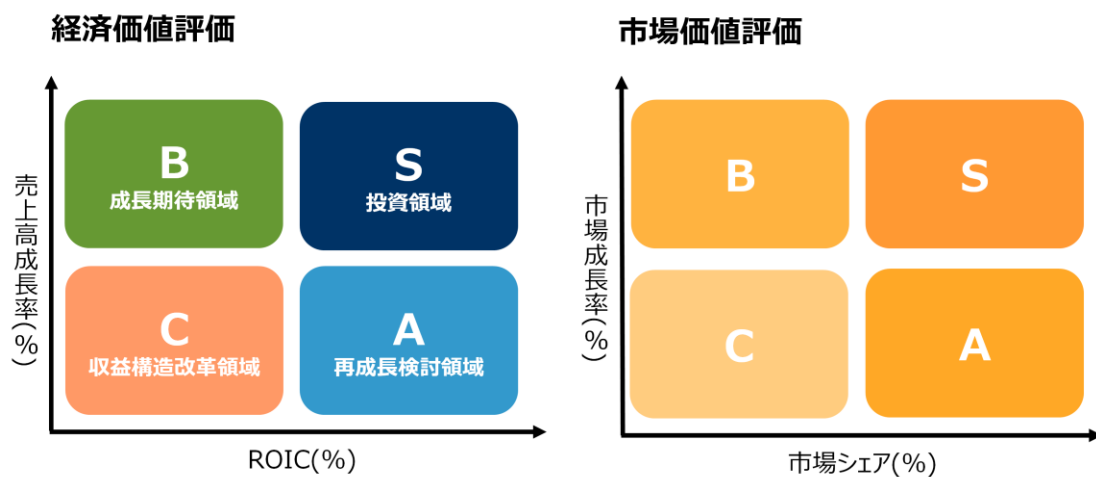 経済価値評価
売上高成長率(%)
B
成長期待領域
S
投資領域
C
収益構造改革領域
A
再成長検討領域
ROIC(%)
市場価値評価
市場成長率(%)
B
S
C
A
市場シェア(%)